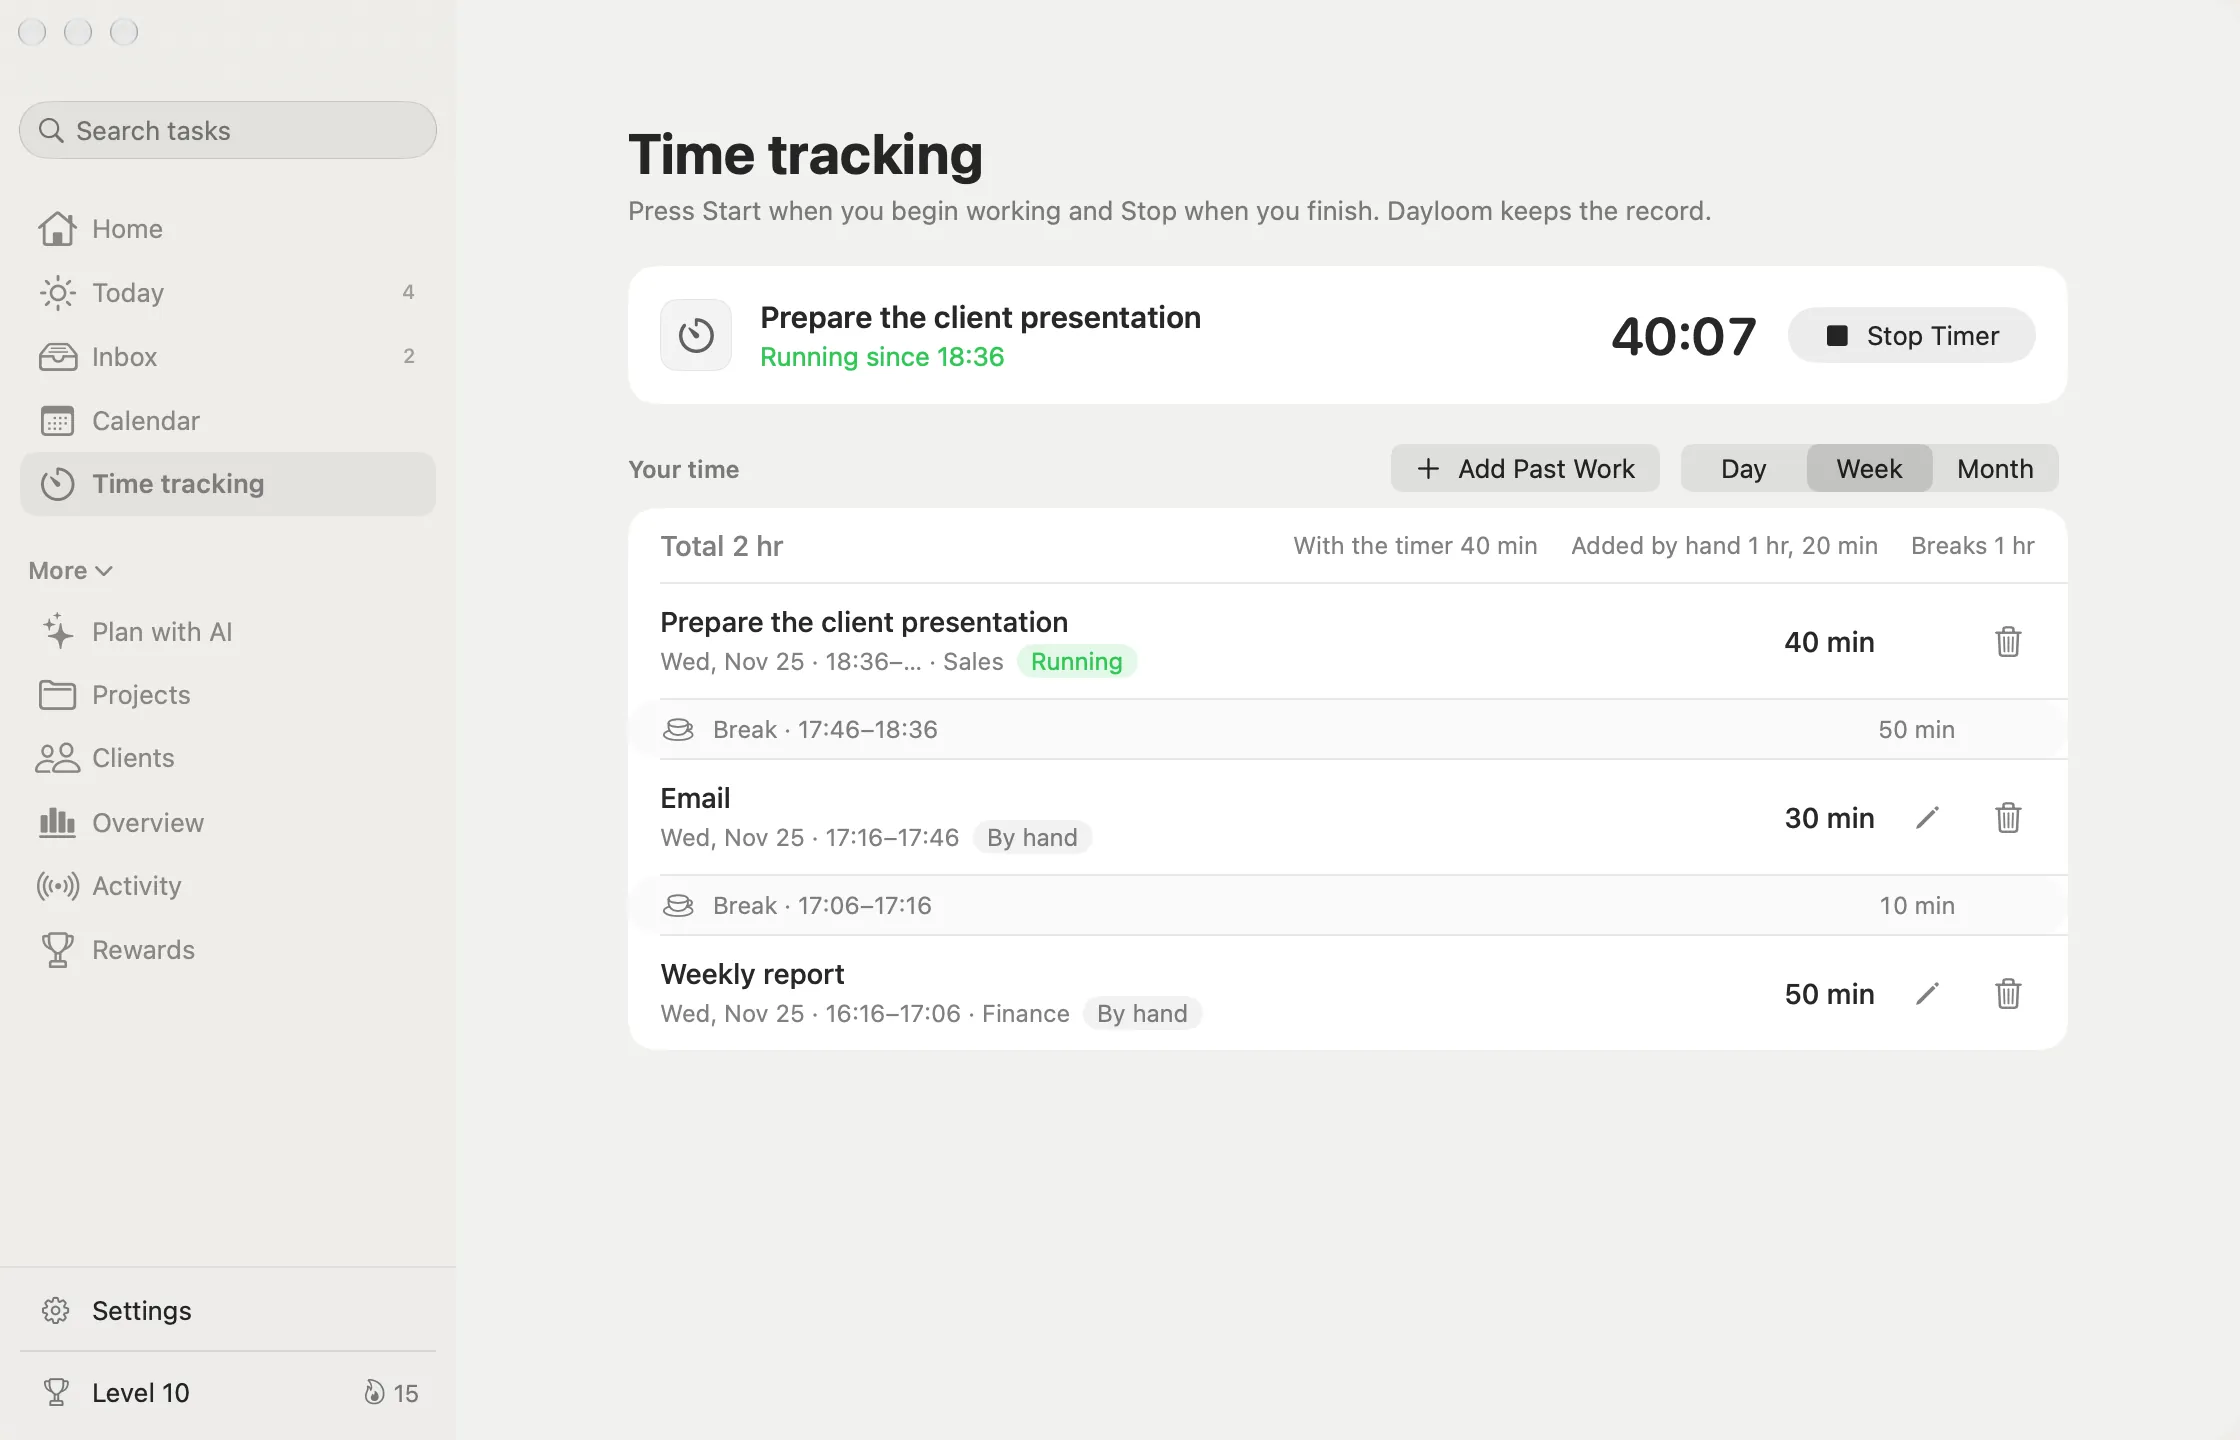 Search tasks
Home
Today 4
Inbox 2
Calendar
Time tracking
More
Plan with AI
Projects
Clients
Overview
Activity
Rewards
Settings
Level 10 15
Time tracking
Press Start when you begin working and Stop when you finish. Dayloom keeps the record.
Prepare the client presentation
Running since 18:36
40:07 Stop Timer
Your time Add Past Work Day Week Month
Total 2 hr With the timer 40 min Added by hand 1 hr, 20 min Breaks 1 hr
Prepare the client presentation
Wed, Nov 25 · 18:36–... · Sales Running
40 min
Break · 17:46–18:36 50 min
Email
Wed, Nov 25 · 17:16–17:46 By hand
30 min
Break · 17:06–17:16 10 min
Weekly report
Wed, Nov 25 · 16:16–17:06 · Finance By hand
50 min